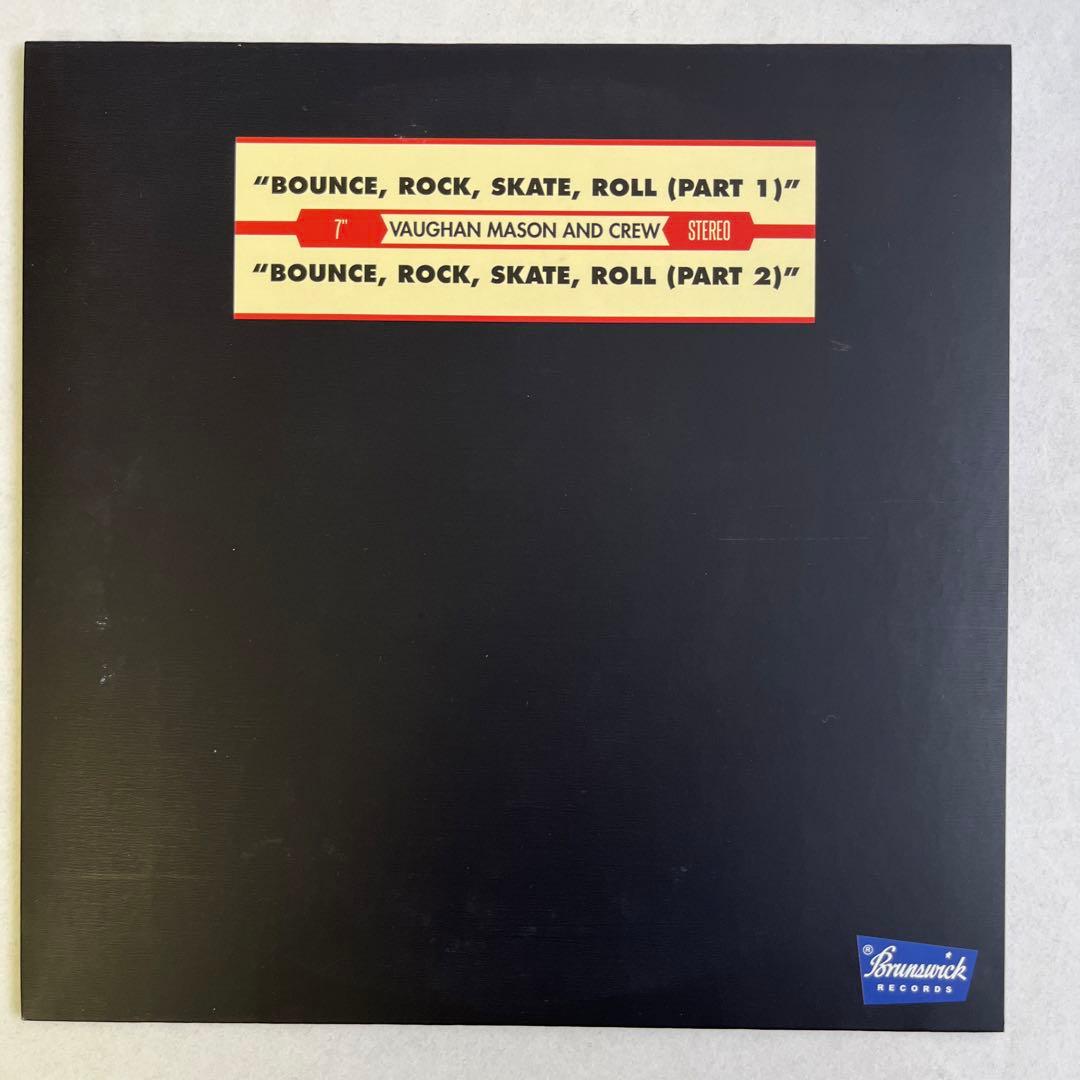 "BOUNCE, ROCK, SKATE, ROLL (PART 1)"
7" VAUGHAN MASON AND CREW STEREO
"BOUNCE, ROCK, SKATE, ROLL (PART 2)"
® Brunswick
RECORDS